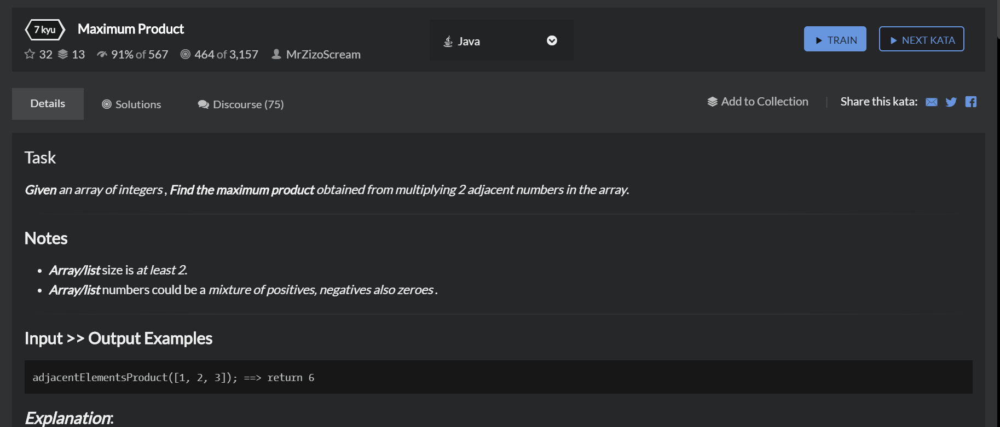 7 kyu Maximum Product
32 13 91% of 567 464 of 3,157 MrZizoScream
Java
TRAIN
NEXT KATA
Details
Solutions
Discourse (75)
Add to Collection
Share this kata:
Task
Given an array of integers , Find the maximum product obtained from multiplying 2 adjacent numbers in the array.
Notes
• Array/list size is at least 2.
• Array/list numbers could be a mixture of positives, negatives also zeroes .
Input >> Output Examples
adjacentElementsProduct([1, 2, 3]); ==> return 6
Explanation: